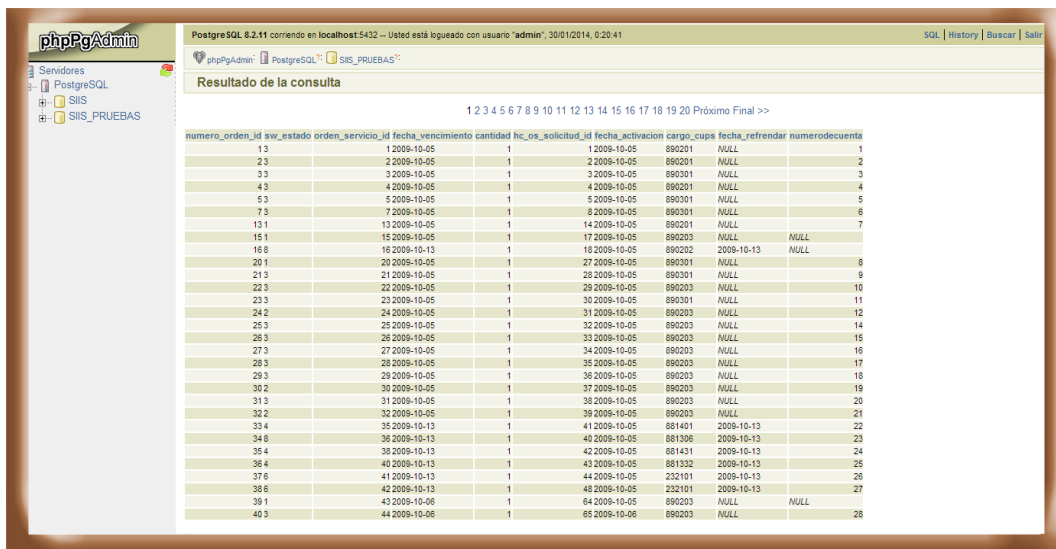 phpPgAdmin
PostgreSQL 8.2.11 corriendo en localhost:5432 -- Usted está logueado con usuario "admin", 30/01/2014, 0:20:41
SQL | History | Buscar | Salir
phpPgAdmin: PostgreSQL?: SIIS_PRUEBAS?:
Servidores
PostgreSQL
SIIS
SIIS_PRUEBAS
Resultado de la consulta
1 2 3 4 5 6 7 8 9 10 11 12 13 14 15 16 17 18 19 20 Próximo Final >>
numero_orden_id sw_estado orden_servicio_id fecha_vencimiento cantidad hc_os_solicitud_id fecha_activacion cargo_cups fecha_refrendar numerodecuenta
1 3 1 2009-10-05 1 1 2009-10-05 890201 NULL 1
2 3 2 2009-10-05 1 2 2009-10-05 890201 NULL 2
3 3 3 2009-10-05 1 3 2009-10-05 890301 NULL 3
4 3 4 2009-10-05 1 4 2009-10-05 890201 NULL 4
5 3 5 2009-10-05 1 5 2009-10-05 890301 NULL 5
7 3 7 2009-10-05 1 8 2009-10-05 890301 NULL 6
13 1 13 2009-10-05 1 14 2009-10-05 890201 NULL 7
15 1 15 2009-10-05 1 17 2009-10-05 890203 NULL NULL
16 8 16 2009-10-13 1 18 2009-10-05 890202 2009-10-13 NULL
20 1 20 2009-10-05 1 27 2009-10-05 890301 NULL 8
21 3 21 2009-10-05 1 28 2009-10-05 890301 NULL 9
22 3 22 2009-10-05 1 29 2009-10-05 890203 NULL 10
23 3 23 2009-10-05 1 30 2009-10-05 890301 NULL 11
24 2 24 2009-10-05 1 31 2009-10-05 890203 NULL 12
25 3 25 2009-10-05 1 32 2009-10-05 890203 NULL 14
26 3 26 2009-10-05 1 33 2009-10-05 890203 NULL 15
27 3 27 2009-10-05 1 34 2009-10-05 890203 NULL 16
28 3 28 2009-10-05 1 35 2009-10-05 890203 NULL 17
29 3 29 2009-10-05 1 36 2009-10-05 890203 NULL 18
30 2 30 2009-10-05 1 37 2009-10-05 890203 NULL 19
31 3 31 2009-10-05 1 38 2009-10-05 890203 NULL 20
32 2 32 2009-10-05 1 39 2009-10-05 890203 NULL 21
33 4 35 2009-10-13 1 41 2009-10-05 881401 2009-10-13 22
34 8 36 2009-10-13 1 40 2009-10-05 881306 2009-10-13 23
35 4 38 2009-10-13 1 42 2009-10-05 881431 2009-10-13 24
36 4 40 2009-10-13 1 43 2009-10-05 881332 2009-10-13 25
37 6 41 2009-10-13 1 44 2009-10-05 232101 2009-10-13 26
38 6 42 2009-10-13 1 48 2009-10-05 232101 2009-10-13 27
39 1 43 2009-10-06 1 64 2009-10-05 890203 NULL NULL
40 3 44 2009-10-06 1 65 2009-10-06 890203 NULL 28